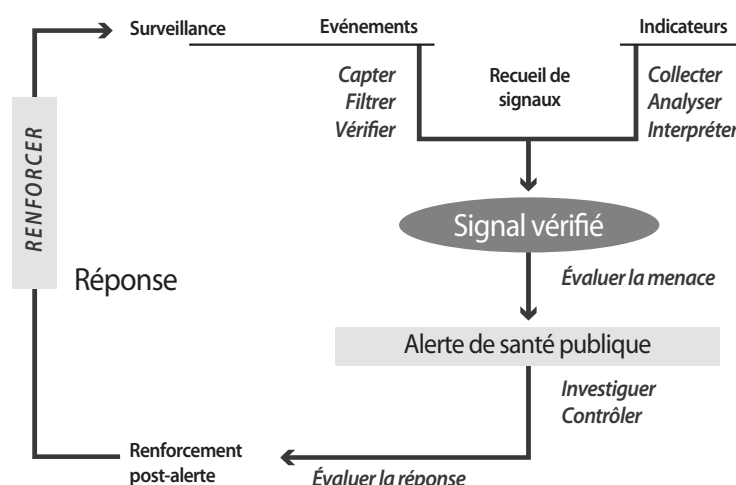 Surveillance
Evénements
Indicateurs
Capter
Filtrer
Vérifier
Recueil de
signaux
Collecter
Analyser
Interpréter
RENFORCER
Signal vérifié
Réponse
Évaluer la menace
Alerte de santé publique
Investiguer
Contrôler
Renforcement
post-alerte
Évaluer la réponse